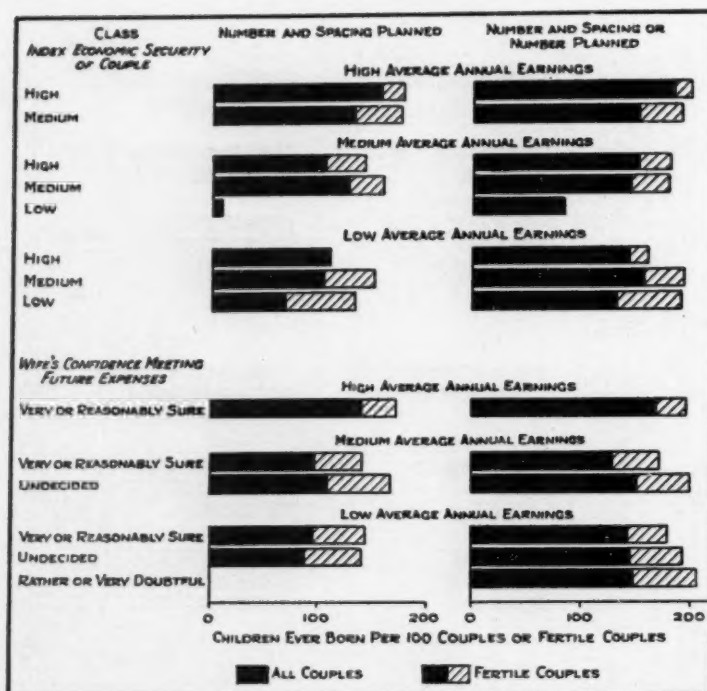 CLASS NUMBER AND SPACING PLANNED NUMBER AND SPACING OR
INDEX ECONOMIC SECURITY NUMBER PLANNED
OF COUPLE
HIGH AVERAGE ANNUAL EARNINGS
HIGH
MEDIUM
MEDIUM AVERAGE ANNUAL EARNINGS
HIGH
MEDIUM
LOW
LOW AVERAGE ANNUAL EARNINGS
HIGH
MEDIUM
LOW
WIFE'S CONFIDENCE MEETING
FUTURE EXPENSES
HIGH AVERAGE ANNUAL EARNINGS
VERY OR REASONABLY SURE
MEDIUM AVERAGE ANNUAL EARNINGS
VERY OR REASONABLY SURE
UNDECIDED
LOW AVERAGE ANNUAL EARNINGS
VERY OR REASONABLY SURE
UNDECIDED
RATHER OR VERY DOUBTFUL
0 100 200 0 100 200
CHILDREN EVER BORN PER 100 COUPLES OR FERTILE COUPLES
ALL COUPLES FERTILE COUPLES